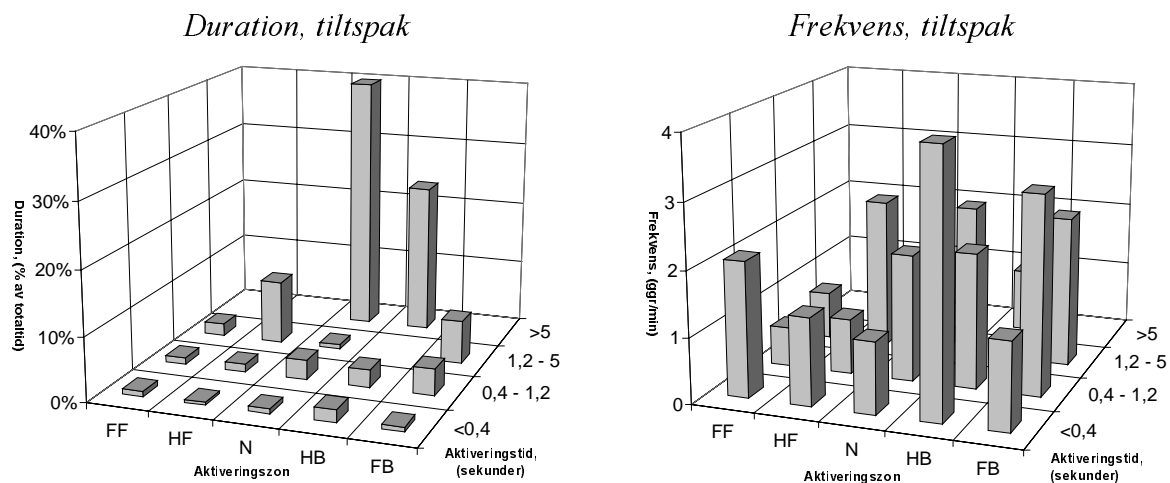 Duration, tiltspak
40%
30%
20%
10%
0%
Duration, (% av totaltid)
FF
HF
N
HB
FB
Aktiveringszon
>5
1,2 - 5
0,4 - 1,2
<0,4
Aktiveringstid,
(sekunder)
Frekvens, tiltspak
4
3
2
1
0
Frekvens, (ggr/min)
FF
HF
N
HB
FB
Aktiveringszon
>5
1,2 - 5
0,4 - 1,2
<0,4
Aktiveringstid,
(sekunder)